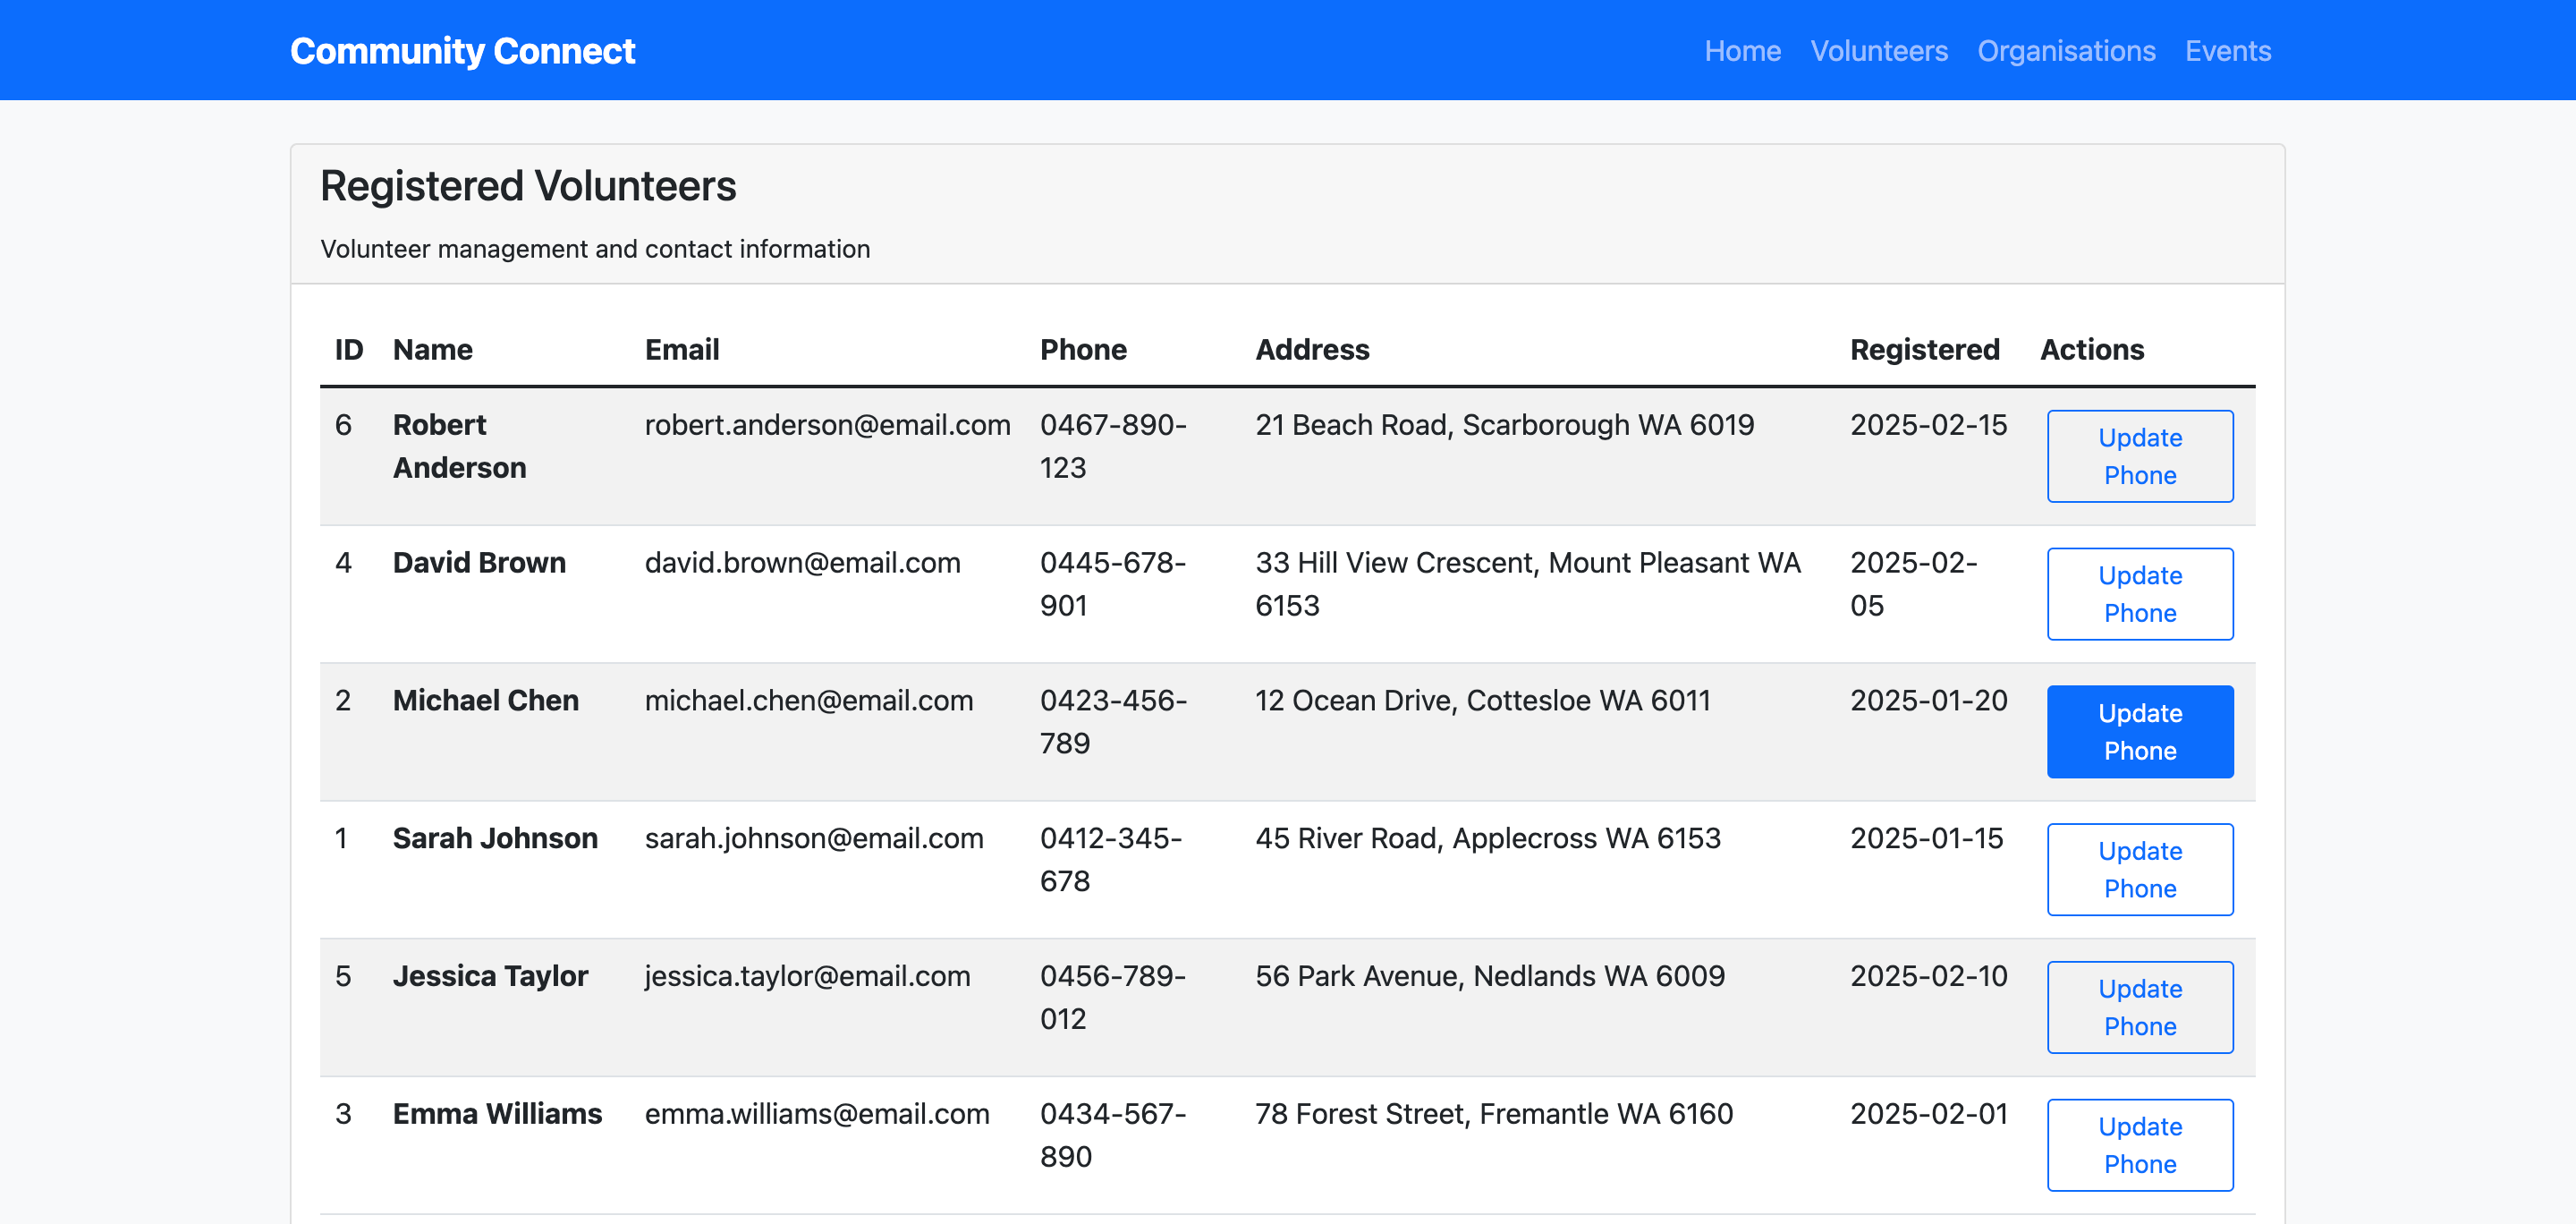 Community Connect Home Volunteers Organisations Events
Registered Volunteers
Volunteer management and contact information
ID Name Email Phone Address Registered Actions
6 Robert robert.anderson@email.com 0467-890- 21 Beach Road, Scarborough WA 6019 2025-02-15 Update
Anderson 123 Phone
4 David Brown david.brown@email.com 0445-678- 33 Hill View Crescent, Mount Pleasant WA 2025-02- Update
901 6153 05 Phone
2 Michael Chen michael.chen@email.com 0423-456- 12 Ocean Drive, Cottesloe WA 6011 2025-01-20 Update
789 Phone
1 Sarah Johnson sarah.johnson@email.com 0412-345- 45 River Road, Applecross WA 6153 2025-01-15 Update
678 Phone
5 Jessica Taylor jessica.taylor@email.com 0456-789- 56 Park Avenue, Nedlands WA 6009 2025-02-10 Update
012 Phone
3 Emma Williams emma.williams@email.com 0434-567- 78 Forest Street, Fremantle WA 6160 2025-02-01 Update
890 Phone